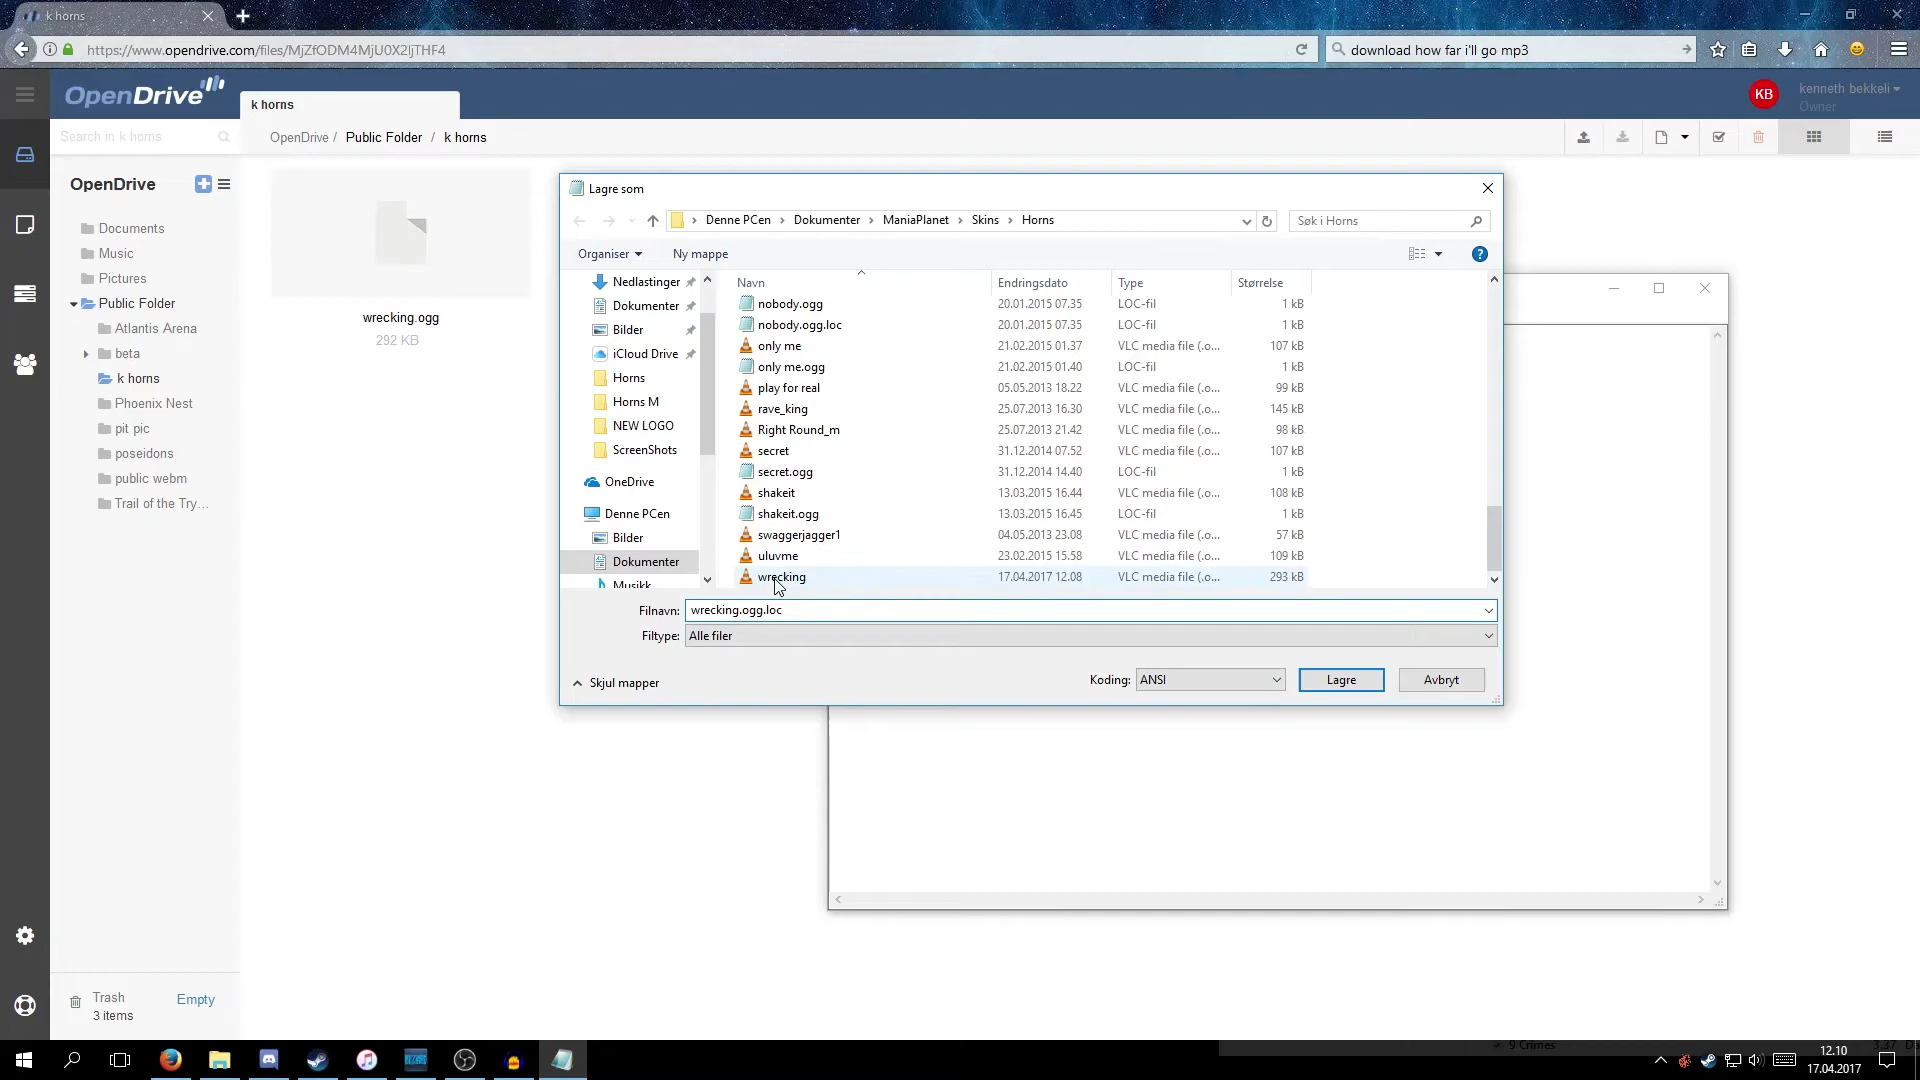 k horns
https://www.opendrive.com/files/MjZfODM4MjU0X2ljTHF4
download how far i'll go mp3
OpenDrive
k horns
KB
kenneth bekkeli
Owner
Search in k horns
OpenDrive / Public Folder / k horns
OpenDrive
Documents
Music
Pictures
Public Folder
Atlantis Arena
beta
k horns
Phoenix Nest
pit pic
poseidons
public webm
Trail of the Try...
Trash
3 items
Empty
wrecking.ogg
292 KB
Lagre som
Denne PCen > Dokumenter > ManiaPlanet > Skins > Horns
Søk i Horns
Organiser
Ny mappe
Nedlastinger
Dokumenter
Bilder
iCloud Drive
Horns
Horns M
NEW LOGO
ScreenShots
OneDrive
Denne PCen
Bilder
Dokumenter
Musikk
Navn Endringsdato Type Størrelse
nobody.ogg 20.01.2015 07.35 LOC-fil 1 kB
nobody.ogg.loc 20.01.2015 07.35 LOC-fil 1 kB
only me 21.02.2015 01.37 VLC media file (.o... 107 kB
only me.ogg 21.02.2015 01.40 LOC-fil 1 kB
play for real 05.05.2013 18.22 VLC media file (.o... 99 kB
rave_king 25.07.2013 16.30 VLC media file (.o... 145 kB
Right Round_m 25.07.2013 21.42 VLC media file (.o... 98 kB
secret 31.12.2014 07.52 VLC media file (.o... 107 kB
secret.ogg 31.12.2014 14.40 LOC-fil 1 kB
shakeit 13.03.2015 16.44 VLC media file (.o... 108 kB
shakeit.ogg 13.03.2015 16.45 LOC-fil 1 kB
swaggerjagger1 04.05.2013 23.08 VLC media file (.o... 57 kB
uluvme 23.02.2015 15.58 VLC media file (.o... 109 kB
wrecking 17.04.2017 12.08 VLC media file (.o... 293 kB
Filnavn: wrecking.ogg.loc
Filtype: Alle filer
Skjul mapper
Koding: ANSI
Lagre
Avbryt
9 Crimes
12.10
17.04.2017